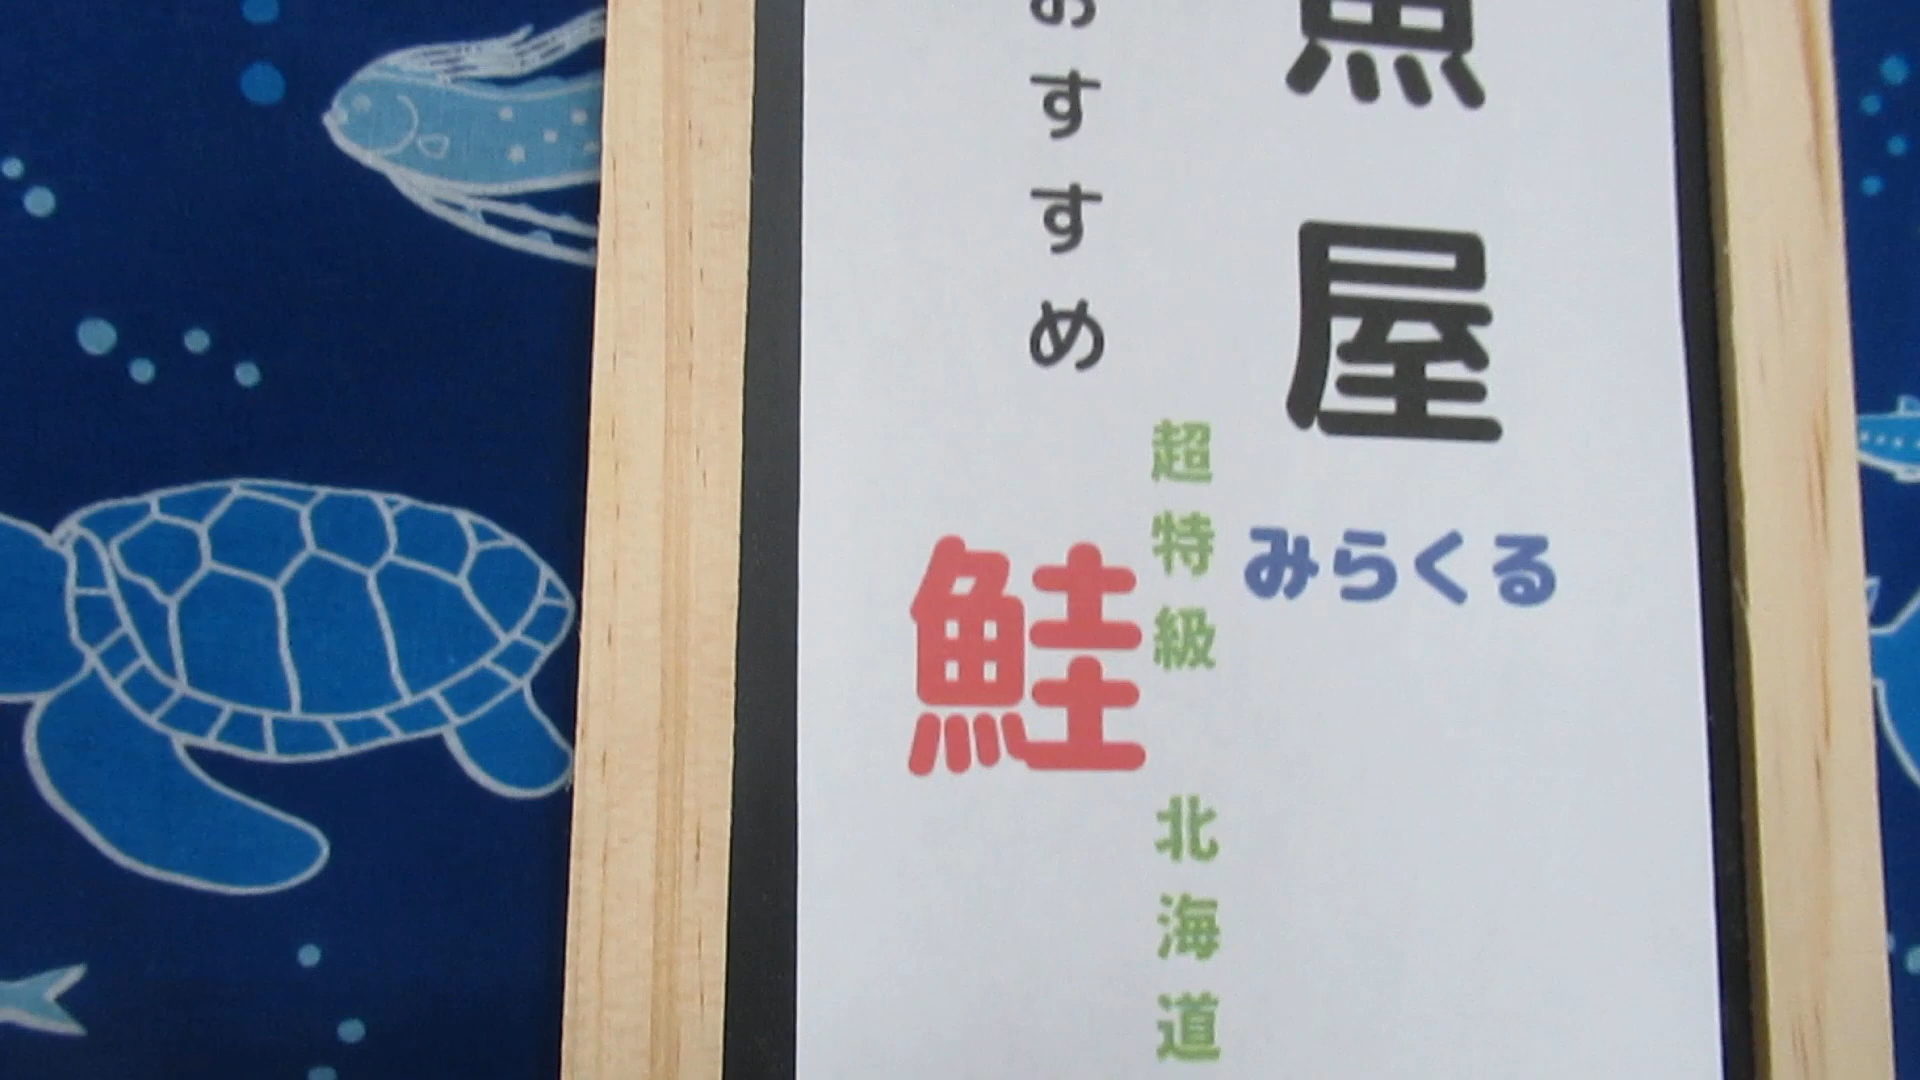 魚屋
みらくる
超特級 北海道
おすすめ
鮭